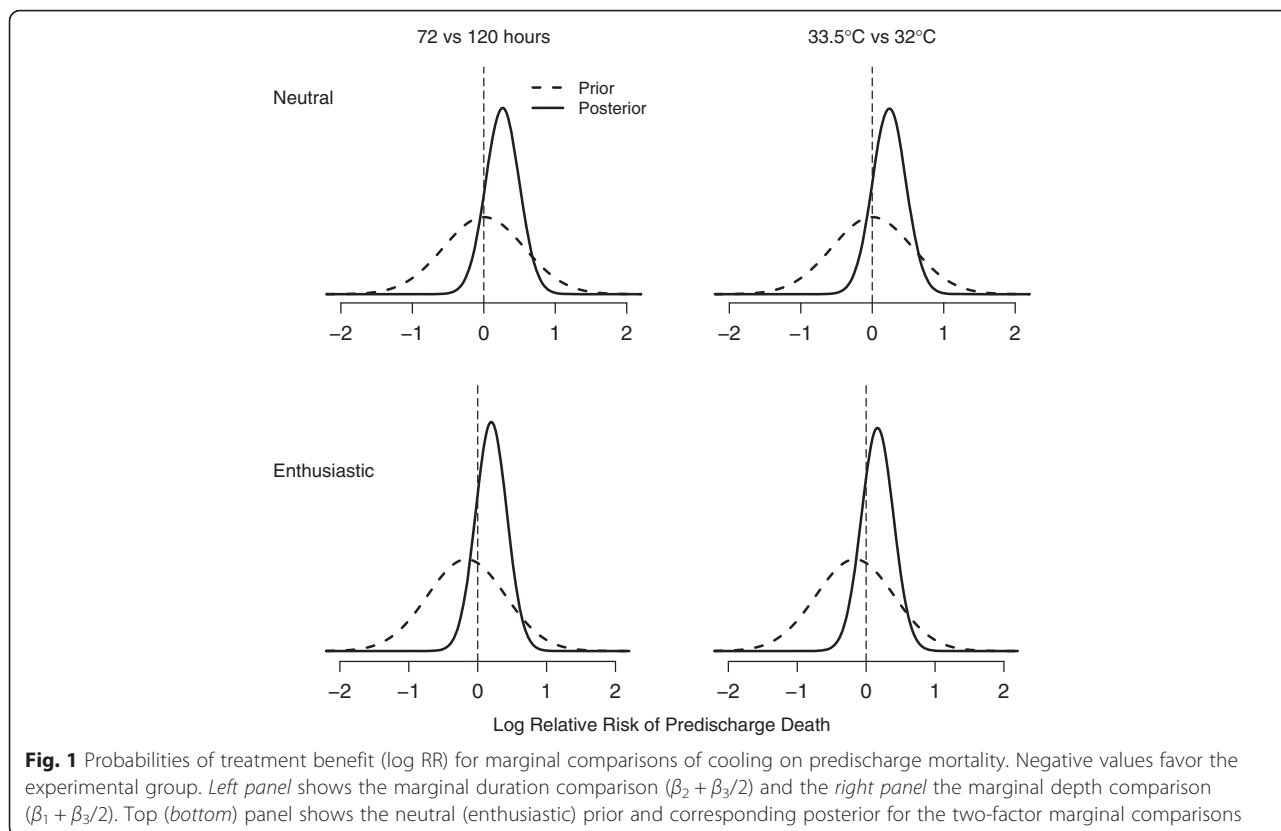 72 vs 120 hours
33.5°C vs 32°C
Neutral
Prior
Posterior
−2 −1 0 1 2
−2 −1 0 1 2
Enthusiastic
−2 −1 0 1 2
−2 −1 0 1 2
Log Relative Risk of Predischarge Death
Fig. 1 Probabilities of treatment benefit (log RR) for marginal comparisons of cooling on predischarge mortality. Negative values favor the
experimental group. Left panel shows the marginal duration comparison (β₂ + β₃/2) and the right panel the marginal depth comparison
(β₁ + β₃/2). Top (bottom) panel shows the neutral (enthusiastic) prior and corresponding posterior for the two-factor marginal comparisons